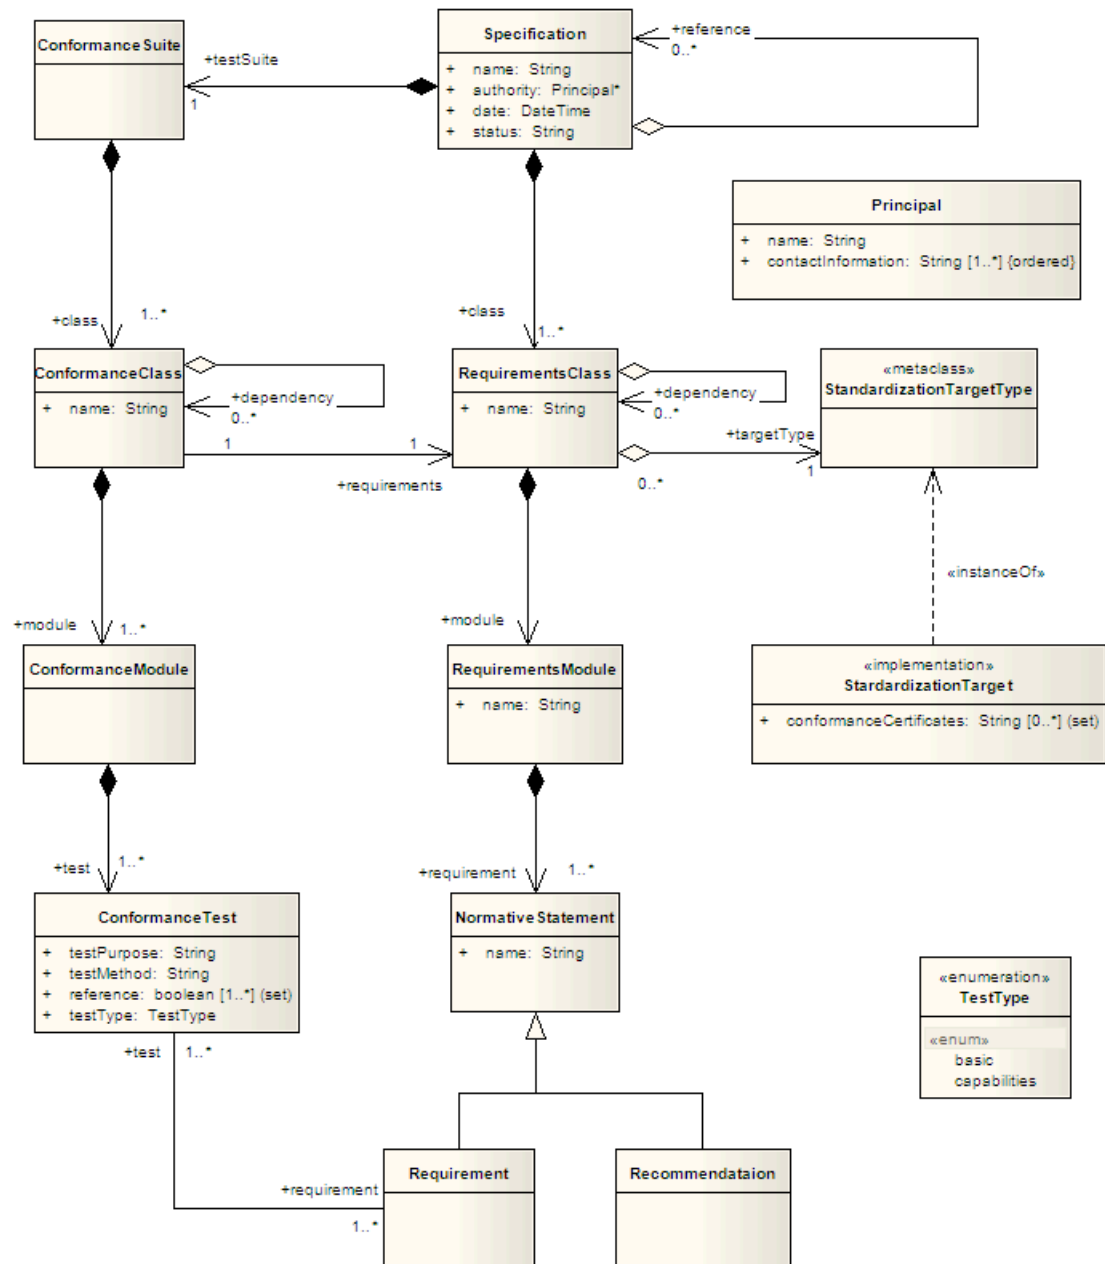 ConformanceSuite
Specification
+ name: String
+ authority: Principal*
+ date: DateTime
+ status: String
+reference
0..*
+testSuite
1
Principal
+ name: String
+ contactInformation: String [1..*] {ordered}
+class
1..*
+class
1..*
ConformanceClass
+ name: String
+dependency
0..*
RequirementsClass
+ name: String
+dependency
0..*
«metaclass»
StandardizationTargetType
1
1
+requirements
+targetType
0..*
1
«instanceOf»
+module
1..*
+module
ConformanceModule
RequirementsModule
+ name: String
«implementation»
StardardizationTarget
+ conformanceCertificates: String [0..*] (set)
+test
1..*
+requirement
1..*
ConformanceTest
+ testPurpose: String
+ testMethod: String
+ reference: boolean [1..*] (set)
+ testType: TestType
NormativeStatement
+ name: String
«enumeration»
TestType
«enum»
basic
capabilities
+test
1..*
+requirement
1..*
Requirement
Recommendataion